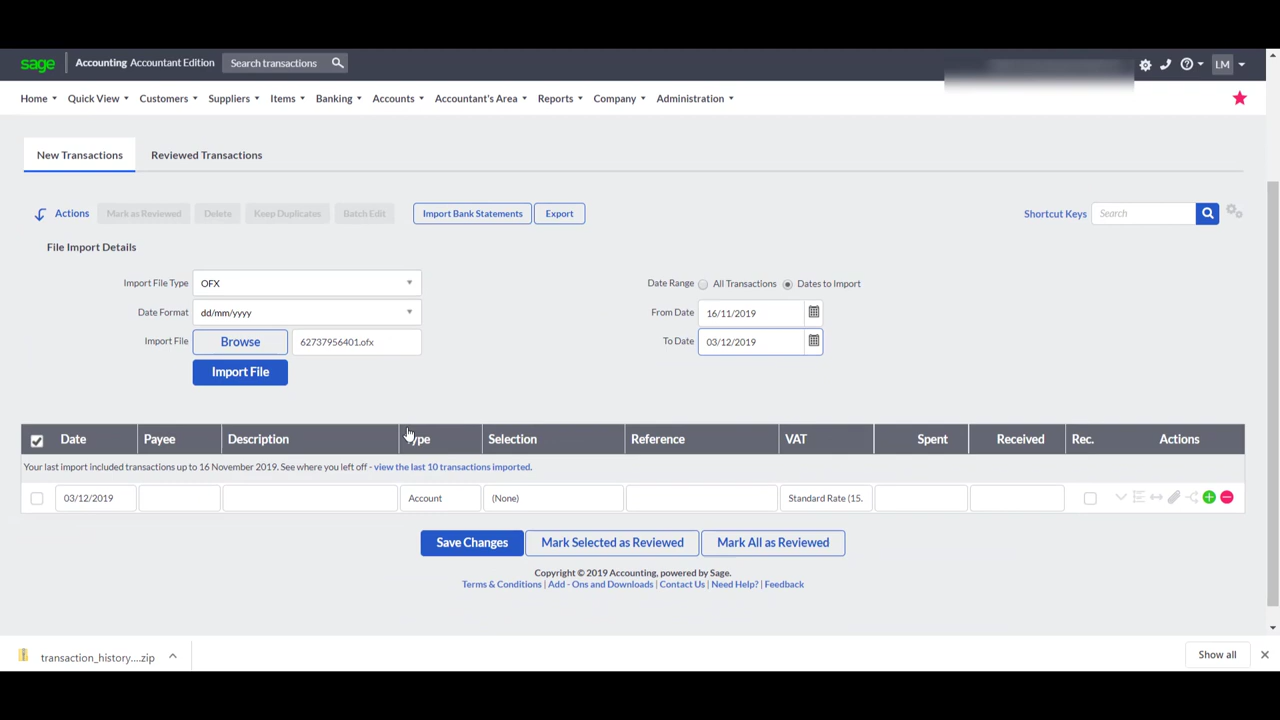 sage Accounting Accountant Edition Search transactions LM
Home Quick View Customers Suppliers Items Banking Accounts Accountant's Area Reports Company Administration
New Transactions Reviewed Transactions
Actions Mark as Reviewed Delete Keep Duplicates Batch Edit Import Bank Statements Export Shortcut Keys Search
File Import Details
Import File Type OFX Date Range All Transactions Dates to Import
Date Format dd/mm/yyyy From Date 16/11/2019
Import File Browse 62737956401.ofx To Date 03/12/2019
Import File
Date Payee Description Type Selection Reference VAT Spent Received Rec. Actions
Your last import included transactions up to 16 November 2019. See where you left off - view the last 10 transactions imported.
03/12/2019 Account (None) Standard Rate (15.
Save Changes Mark Selected as Reviewed Mark All as Reviewed
Copyright © 2019 Accounting, powered by Sage.
Terms & Conditions | Add - Ons and Downloads | Contact Us | Need Help? | Feedback
transaction_history....zip Show all